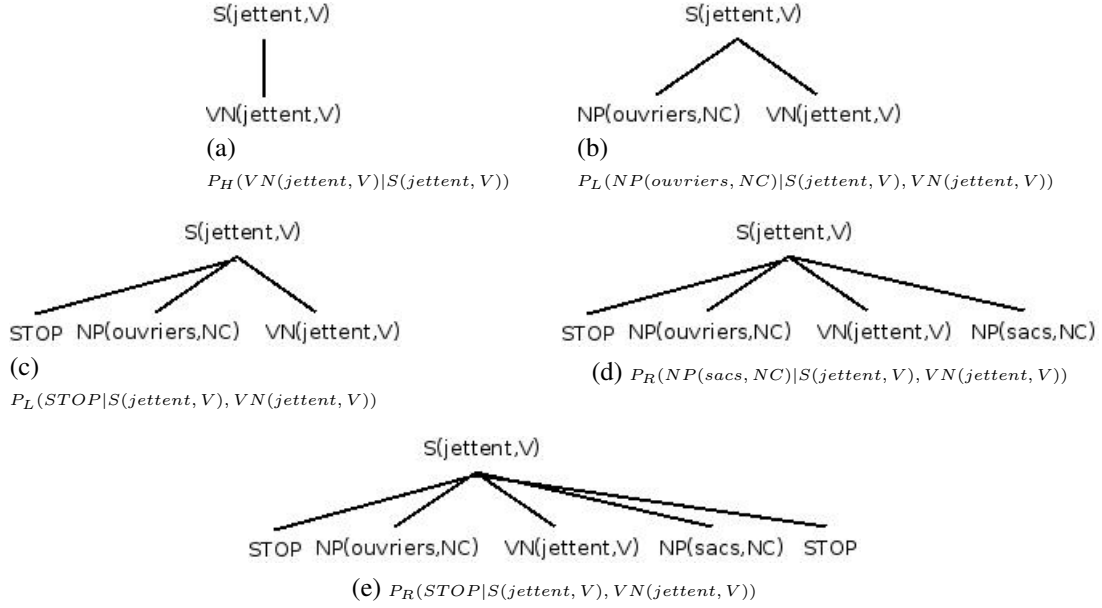 S(jettent,V)
VN(jettent,V)
(a)
P_H(VN(jettent, V)|S(jettent, V))
S(jettent,V)
NP(ouvriers,NC) VN(jettent,V)
(b)
P_L(NP(ouvriers, NC)|S(jettent, V), VN(jettent, V))
S(jettent,V)
STOP NP(ouvriers,NC) VN(jettent,V)
(c)
P_L(STOP|S(jettent, V), VN(jettent, V))
S(jettent,V)
STOP NP(ouvriers,NC) VN(jettent,V) NP(sacs,NC)
(d) P_R(NP(sacs, NC)|S(jettent, V), VN(jettent, V))
S(jettent,V)
STOP NP(ouvriers,NC) VN(jettent,V) NP(sacs,NC) STOP
(e) P_R(STOP|S(jettent, V), VN(jettent, V))